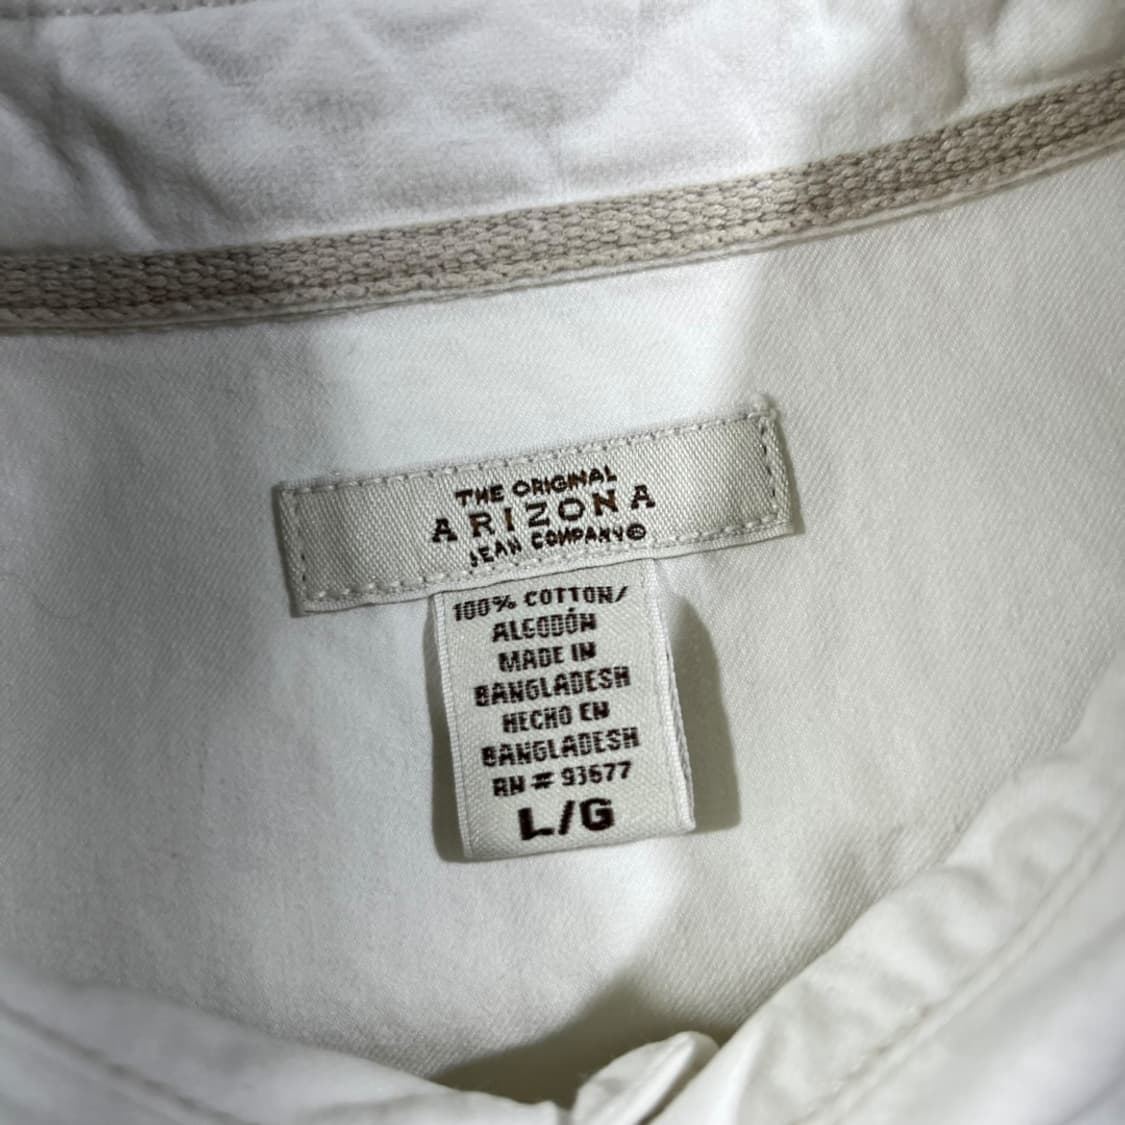 THE ORIGINAL
ARIZONA
JEAN COMPANY®
100% COTTON/
ALGODÓN
MADE IN
BANGLADESH
HECHO EN
BANGLADESH
RN # 93677
L/G